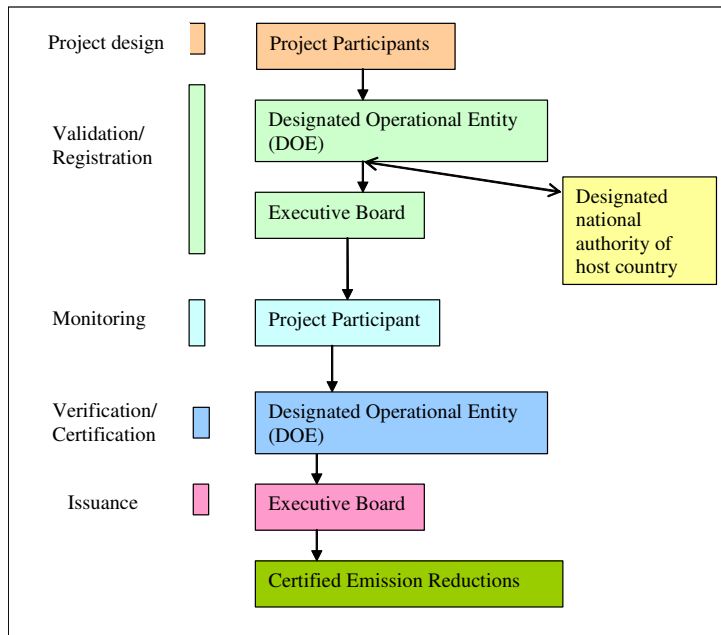 Project design
Project Participants
Validation/
Registration
Designated Operational Entity
(DOE)
Executive Board
Designated
national
authority of
host country
Monitoring
Project Participant
Verification/
Certification
Designated Operational Entity
(DOE)
Issuance
Executive Board
Certified Emission Reductions